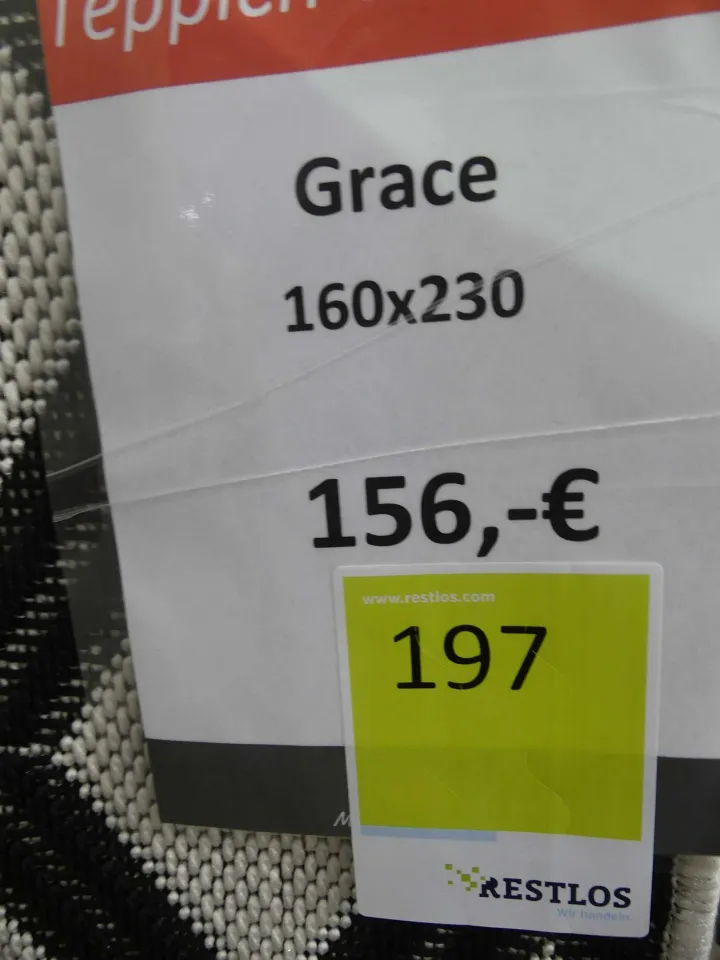 Grace
160x230
156,-€
www.restlos.com
197
RESTLOS
Wir handeln.